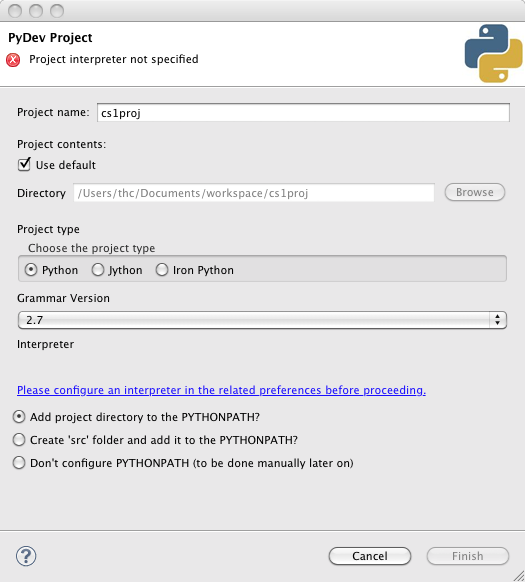 PyDev Project
Project interpreter not specified
Project name: cs1proj
Project contents:
Use default
Directory /Users/thc/Documents/workspace/cs1proj Browse
Project type
Choose the project type
Python Jython Iron Python
Grammar Version
2.7
Interpreter
Please configure an interpreter in the related preferences before proceeding.
Add project directory to the PYTHONPATH?
Create 'src' folder and add it to the PYTHONPATH?
Don't configure PYTHONPATH (to be done manually later on)
? Cancel Finish